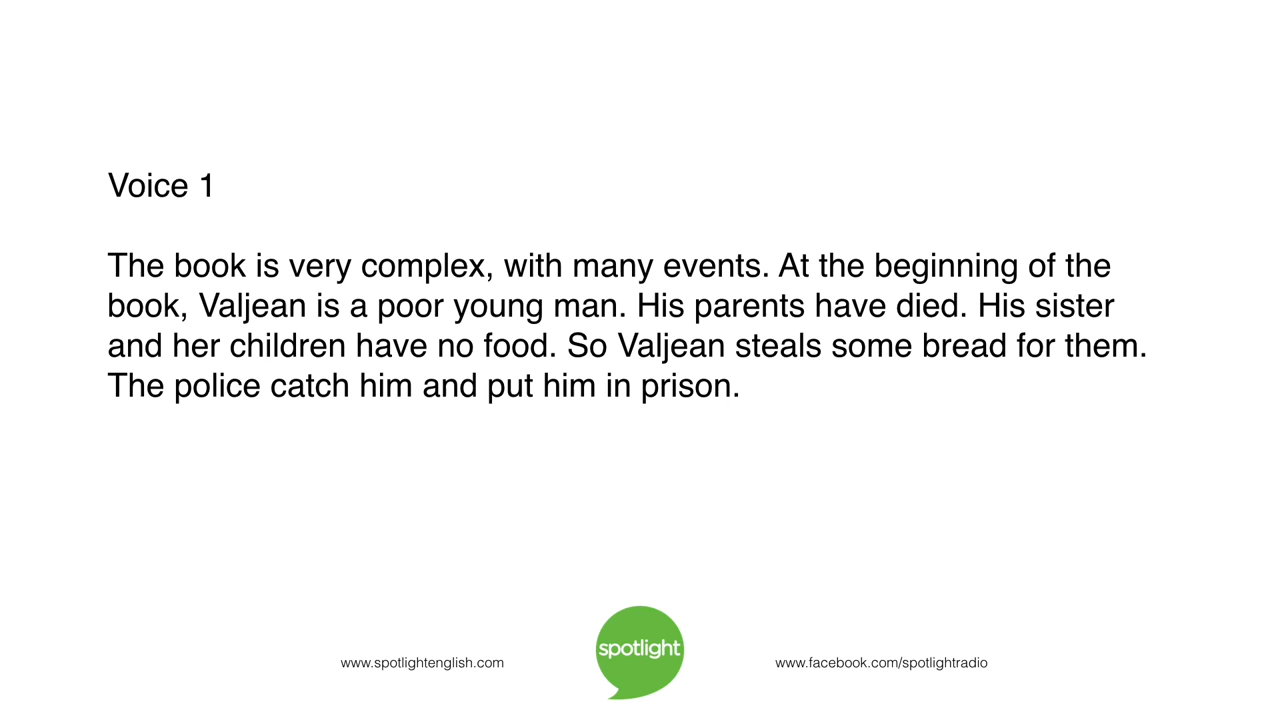 Voice 1
The book is very complex, with many events. At the beginning of the
book, Valjean is a poor young man. His parents have died. His sister
and her children have no food. So Valjean steals some bread for them.
The police catch him and put him in prison.
www.spotlightenglish.com
spotlight
www.facebook.com/spotlightradio